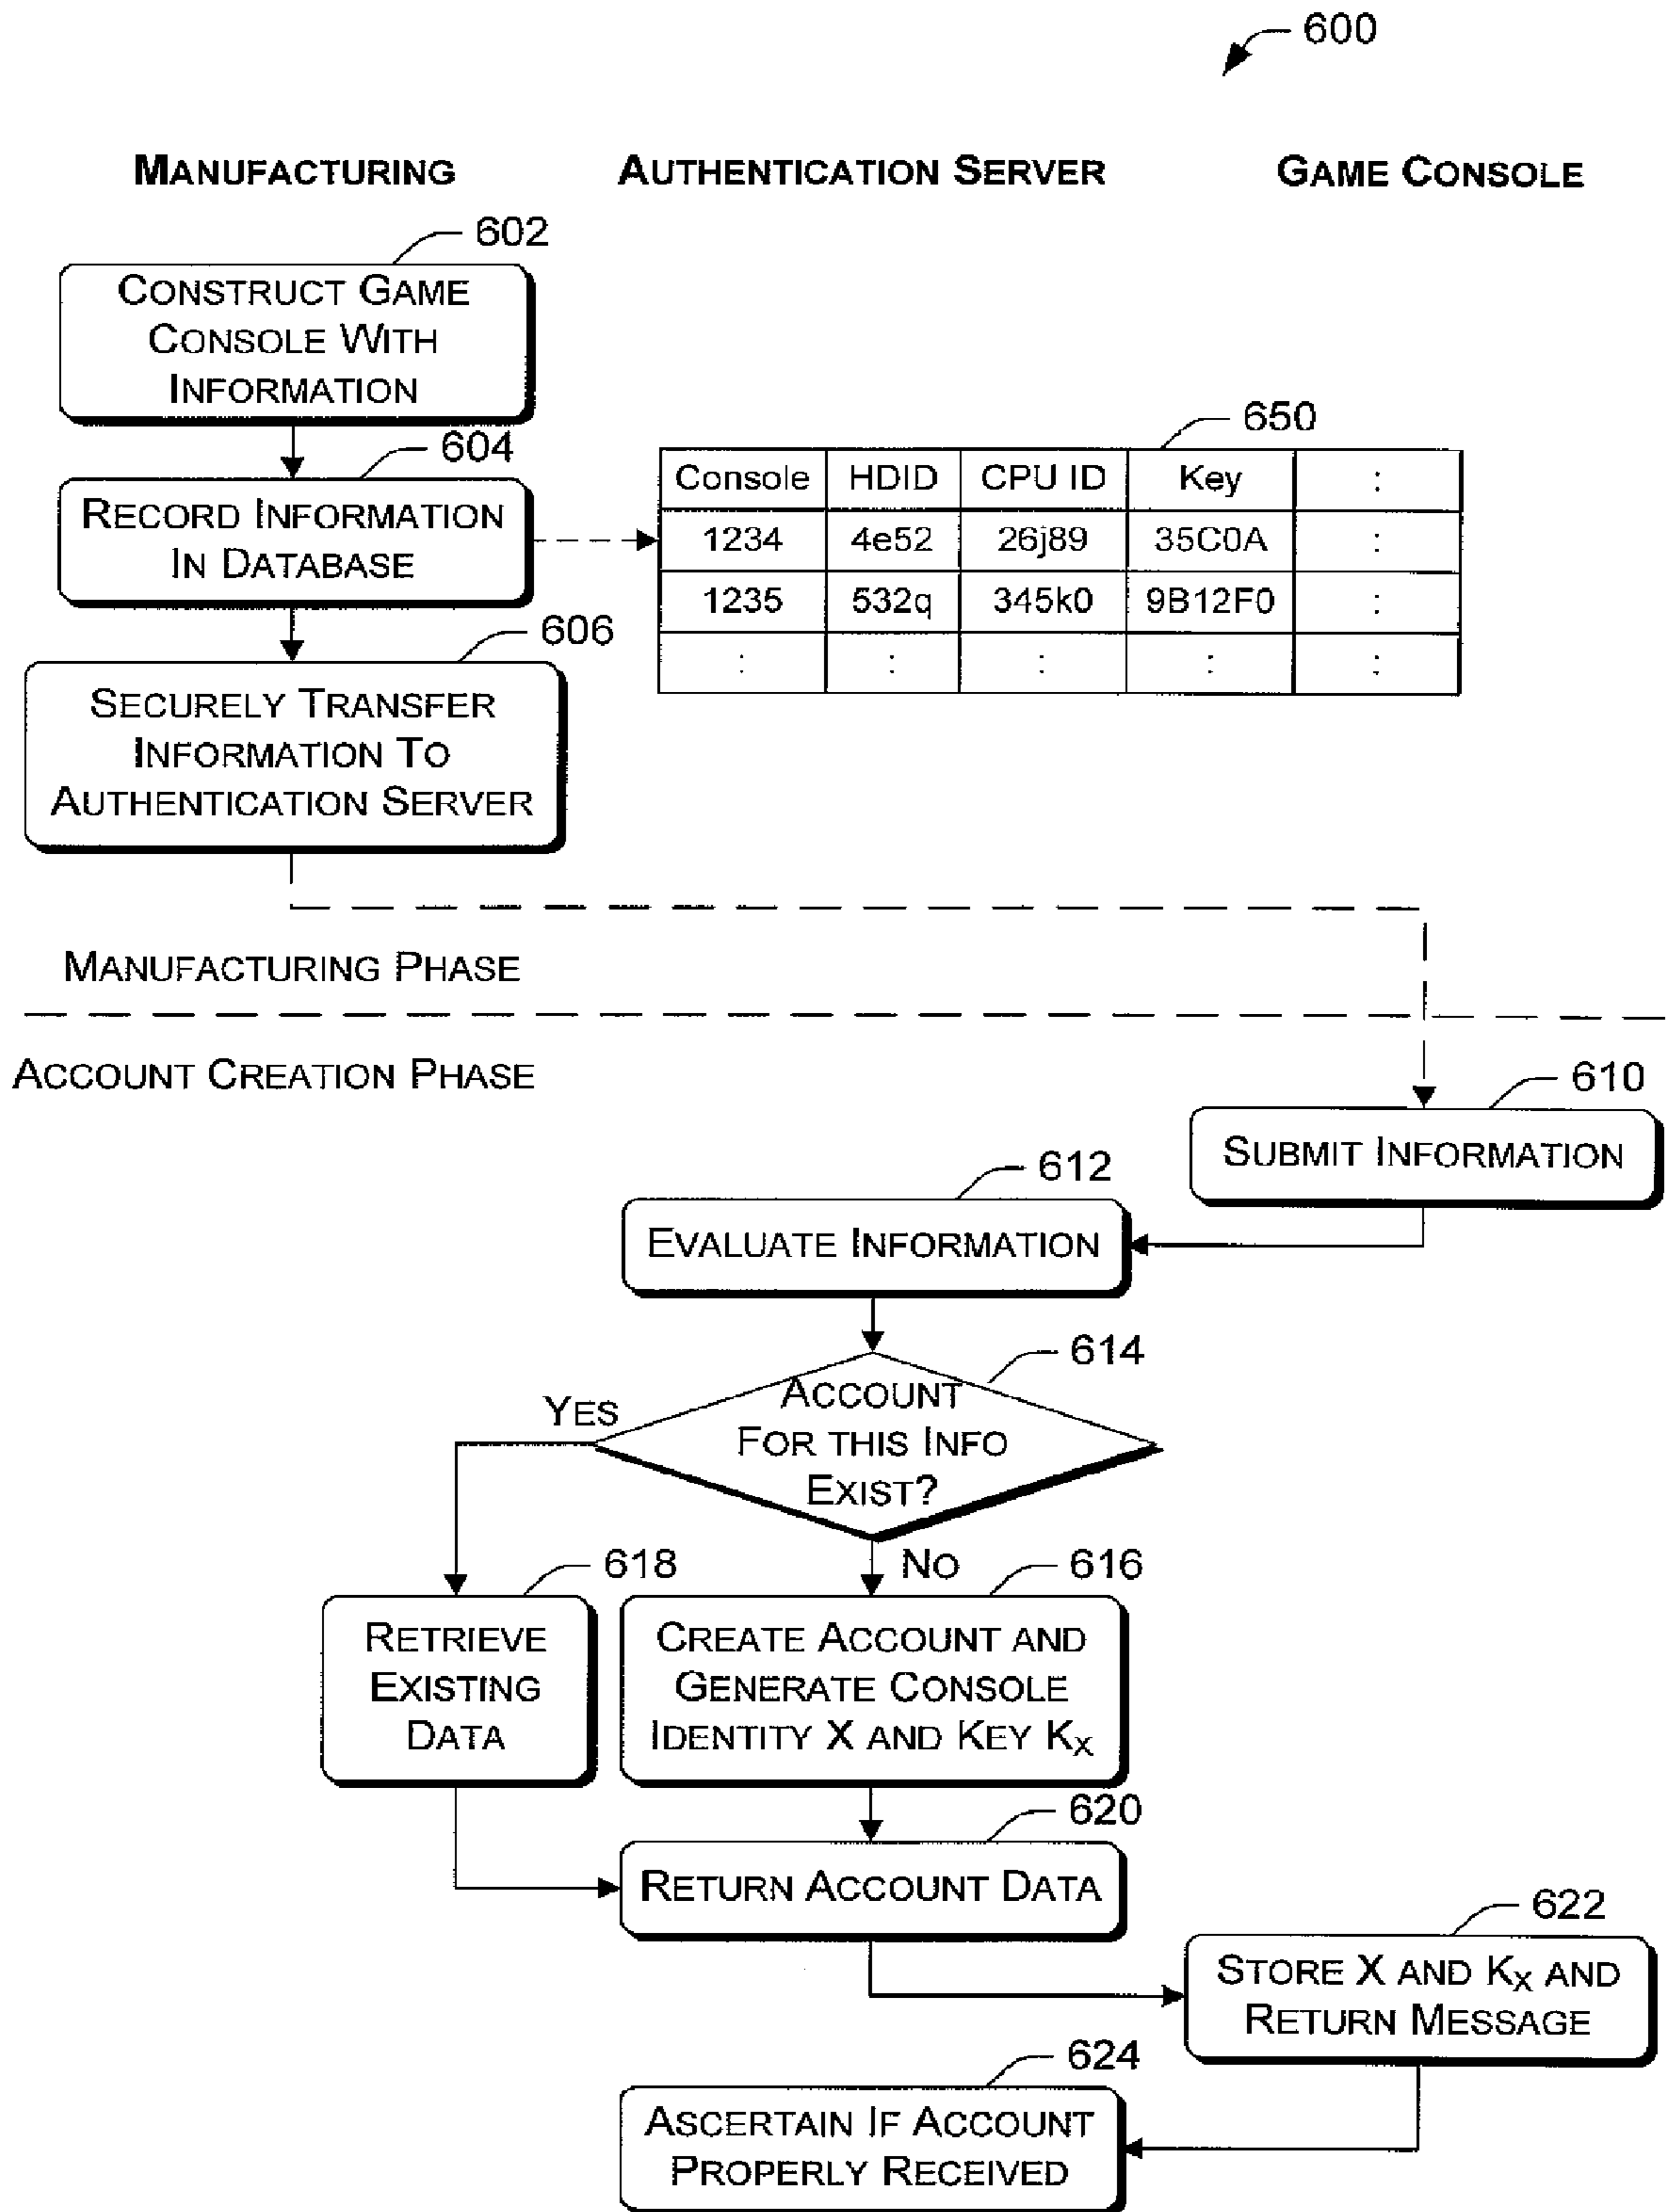 600
MANUFACTURING
AUTHENTICATION SERVER
GAME CONSOLE
602
CONSTRUCT GAME
CONSOLE WITH
INFORMATION
604
RECORD INFORMATION
IN DATABASE
650
Console HDID CPU ID Key :
1234 4e52 26j89 35C0A :
1235 532q 345k0 9B12F0 :
: : : : :
606
SECURELY TRANSFER
INFORMATION TO
AUTHENTICATION SERVER
MANUFACTURING PHASE
ACCOUNT CREATION PHASE
610
SUBMIT INFORMATION
612
EVALUATE INFORMATION
614
ACCOUNT
FOR THIS INFO
EXIST?
YES
NO
618
RETRIEVE
EXISTING
DATA
616
CREATE ACCOUNT AND
GENERATE CONSOLE
IDENTITY X AND KEY KX
620
RETURN ACCOUNT DATA
622
STORE X AND KX AND
RETURN MESSAGE
624
ASCERTAIN IF ACCOUNT
PROPERLY RECEIVED